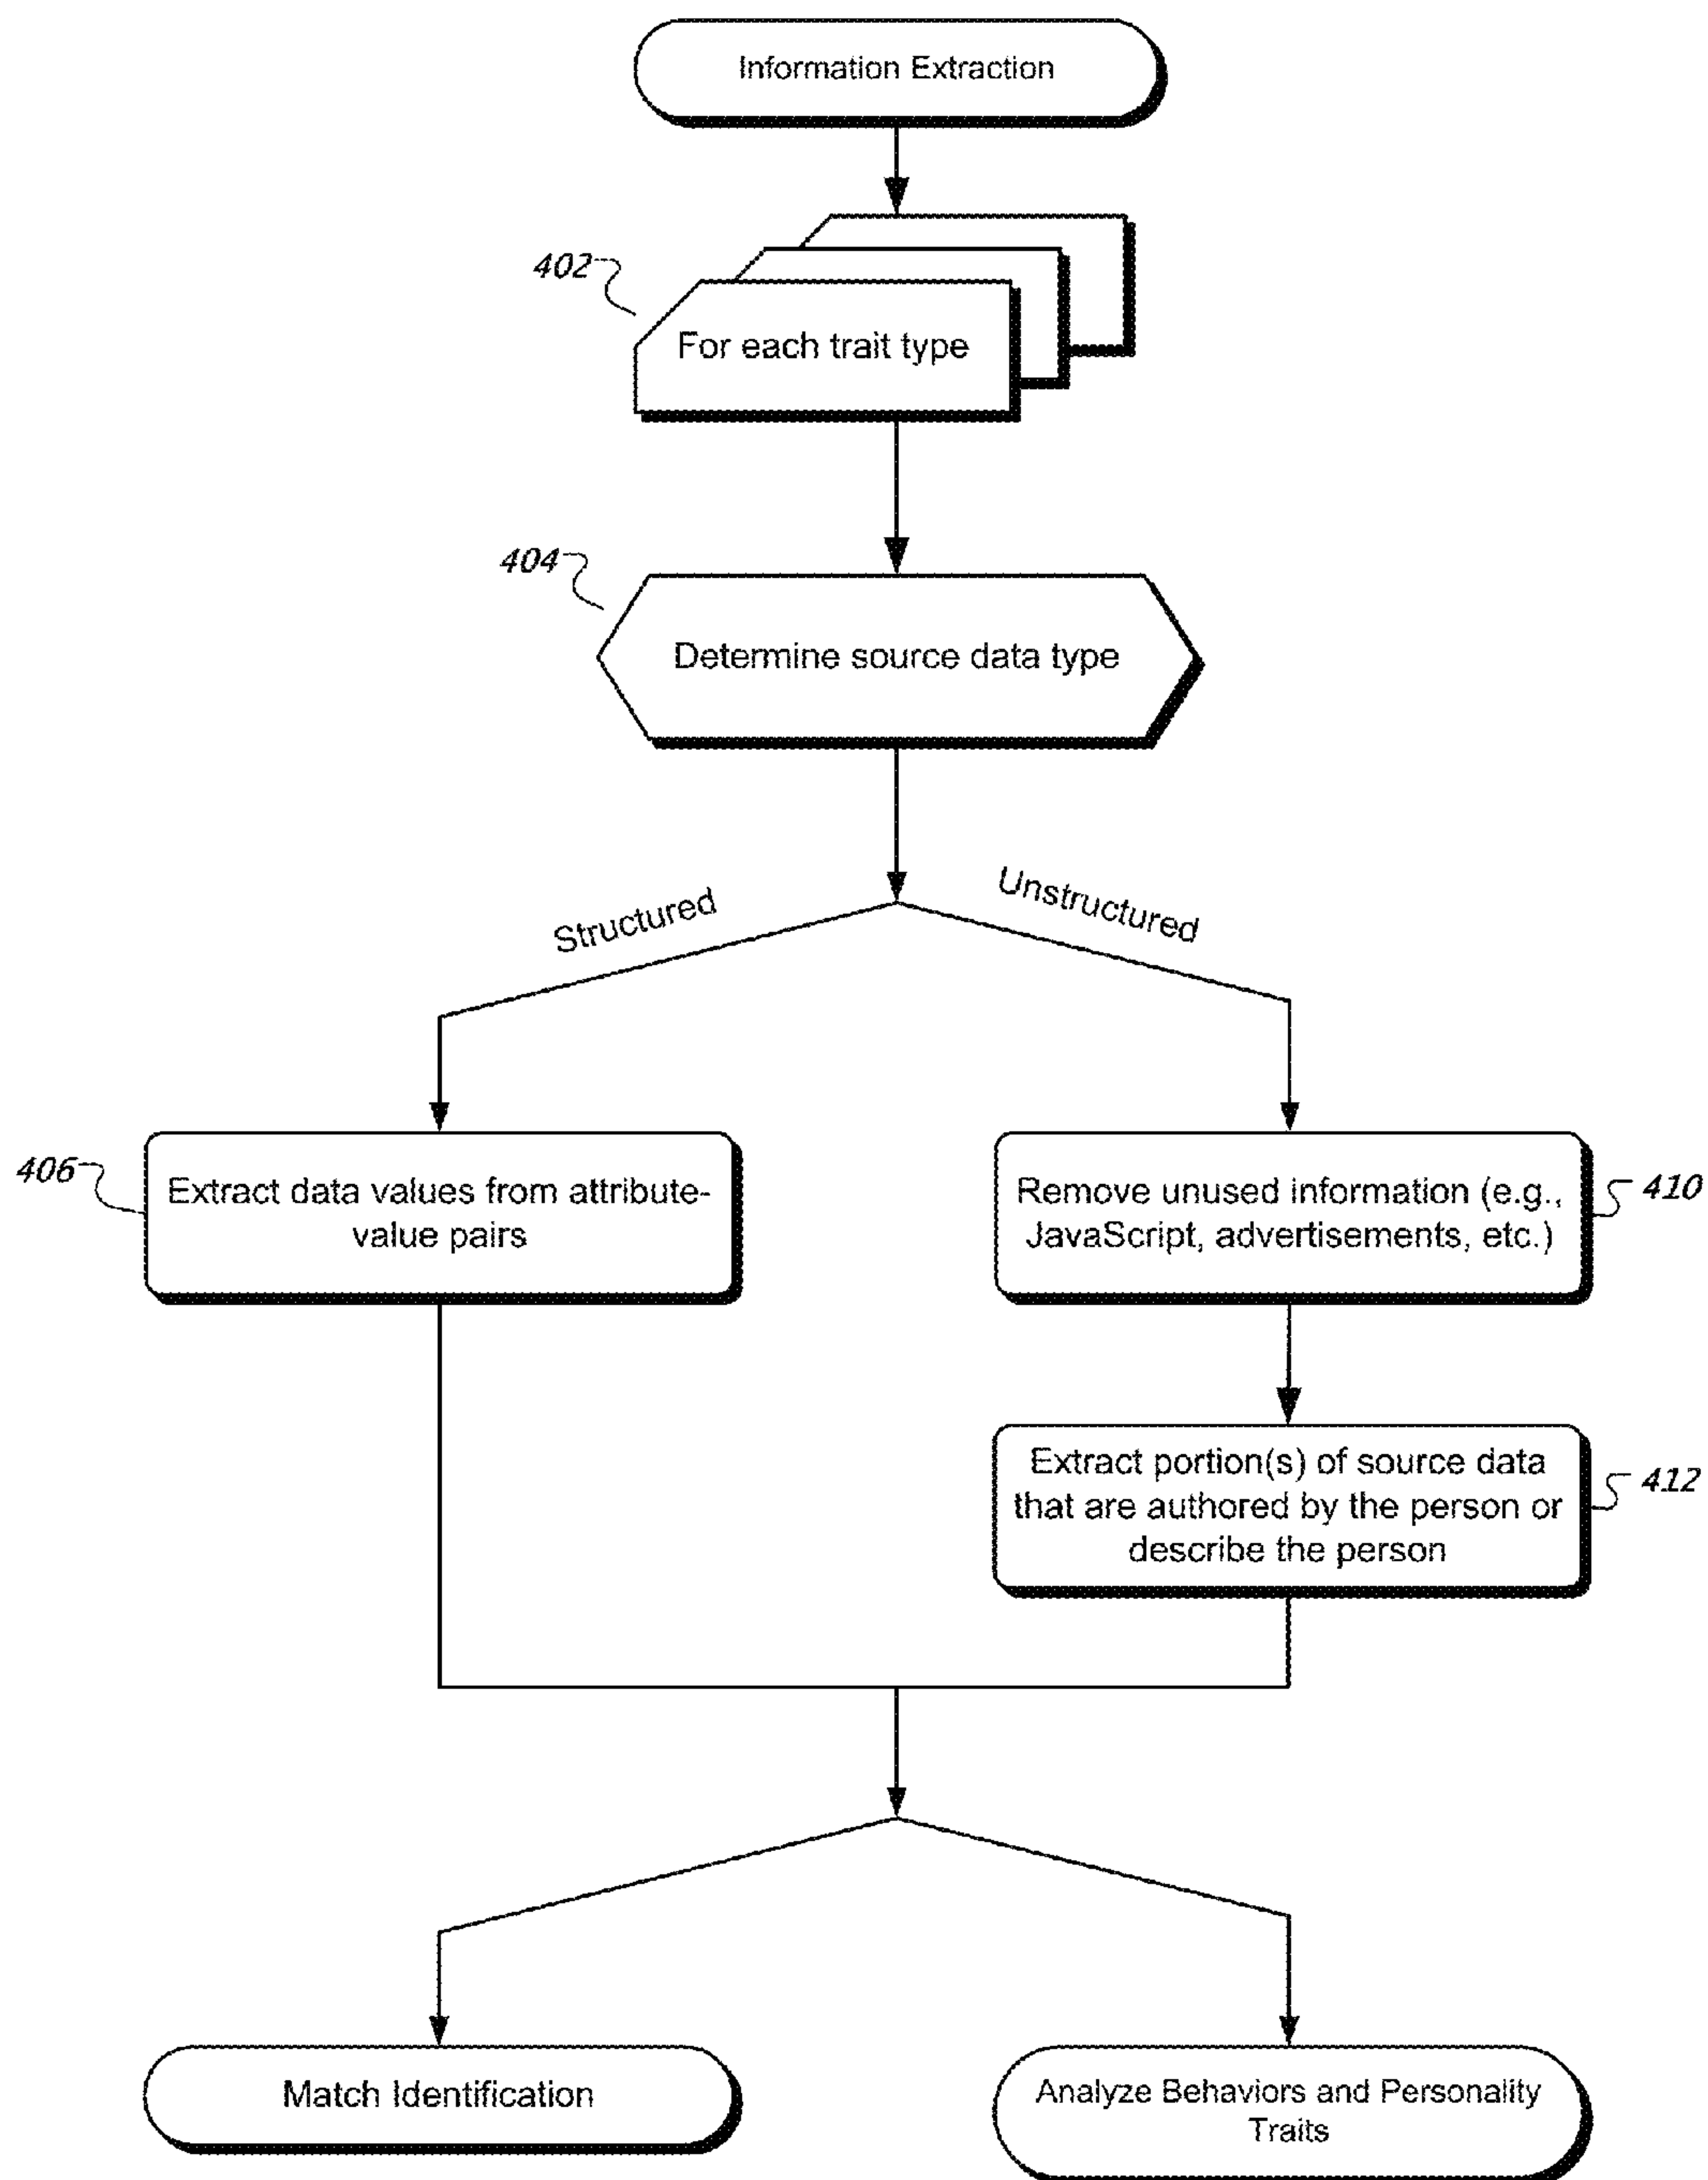 Information Extraction
402
For each trait type
404
Determine source data type
Structured
Unstructured
406
Extract data values from attribute-
value pairs
Remove unused information (e.g.,
JavaScript, advertisements, etc.)
410
Extract portion(s) of source data
that are authored by the person or
describe the person
412
Match Identification
Analyze Behaviors and Personality
Traits